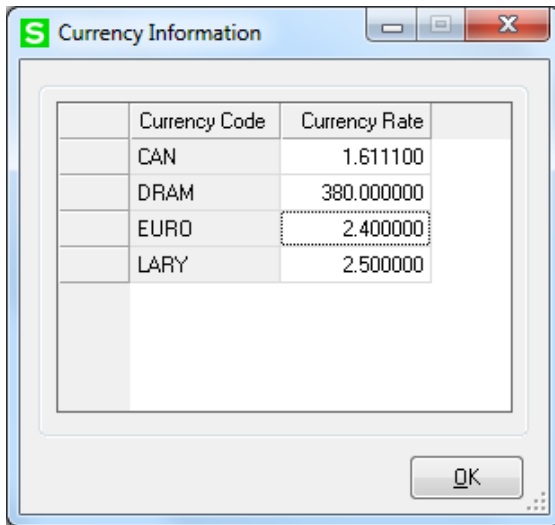 S Currency Information
Currency Code Currency Rate
CAN 1.611100
DRAM 380.000000
EURO 2.400000
LARY 2.500000
OK